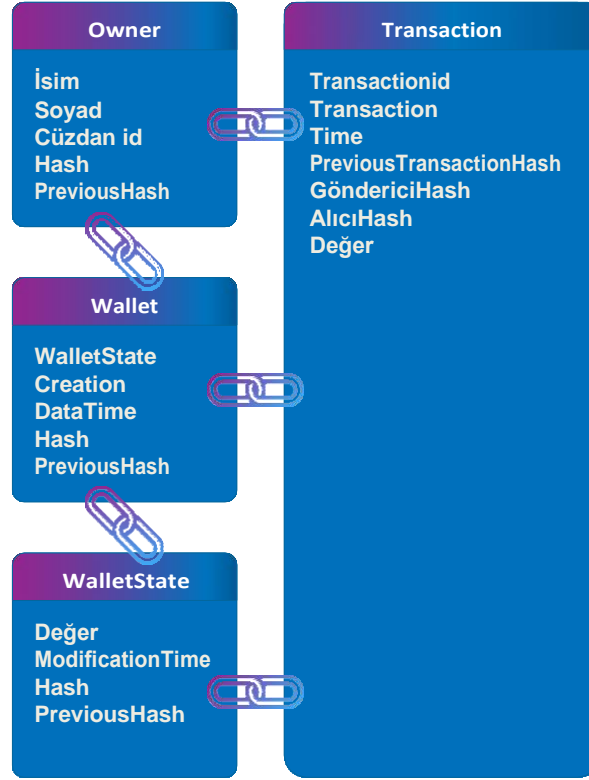 Owner
İsim
Soyad
Cüzdan id
Hash
PreviousHash
Wallet
WalletState
Creation
DataTime
Hash
PreviousHash
WalletState
Değer
ModificationTime
Hash
PreviousHash
Transaction
Transactionid
Transaction
Time
PreviousTransactionHash
GöndericiHash
AlıcıHash
Değer